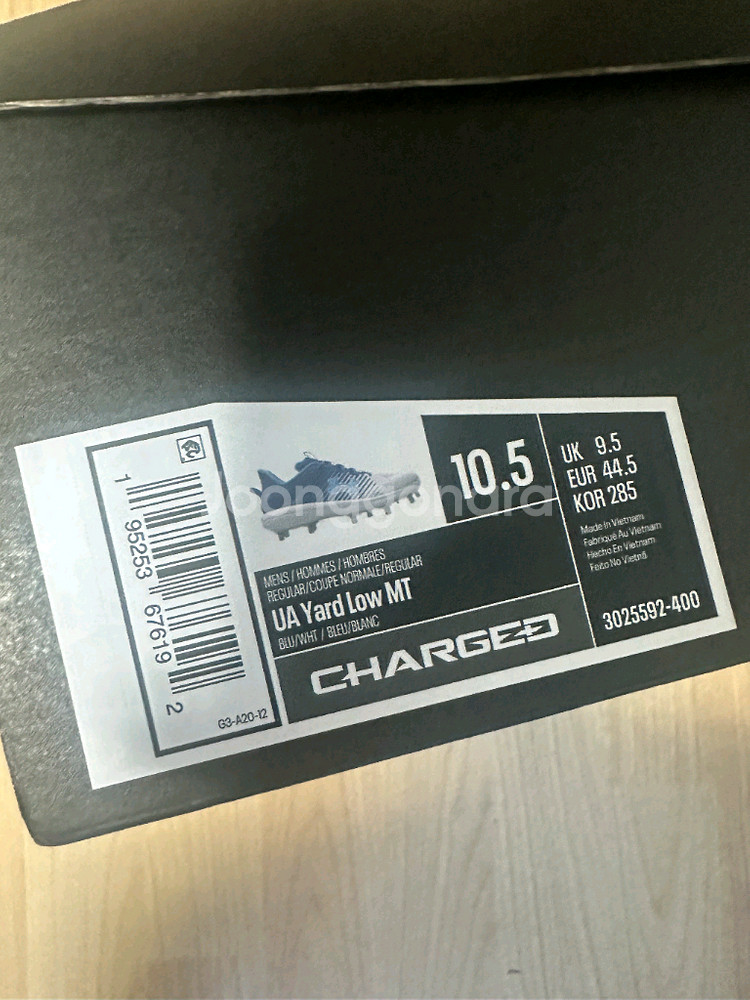 1 95253 67619 2
G3-A20-12
10.5
MENS / HOMMES / HOMBRES
REGULAR/COUPE NORMALE/REGULAR
UA Yard Low MT
BLU/WHT / BLEU/BLANC
CHARGED
UK 9.5
EUR 44.5
KOR 285
Made In Vietnam
Fabriqué Au Vietnam
Hecho En Vietnam
Feito No Vietnã
3025592-400
Joonggonara